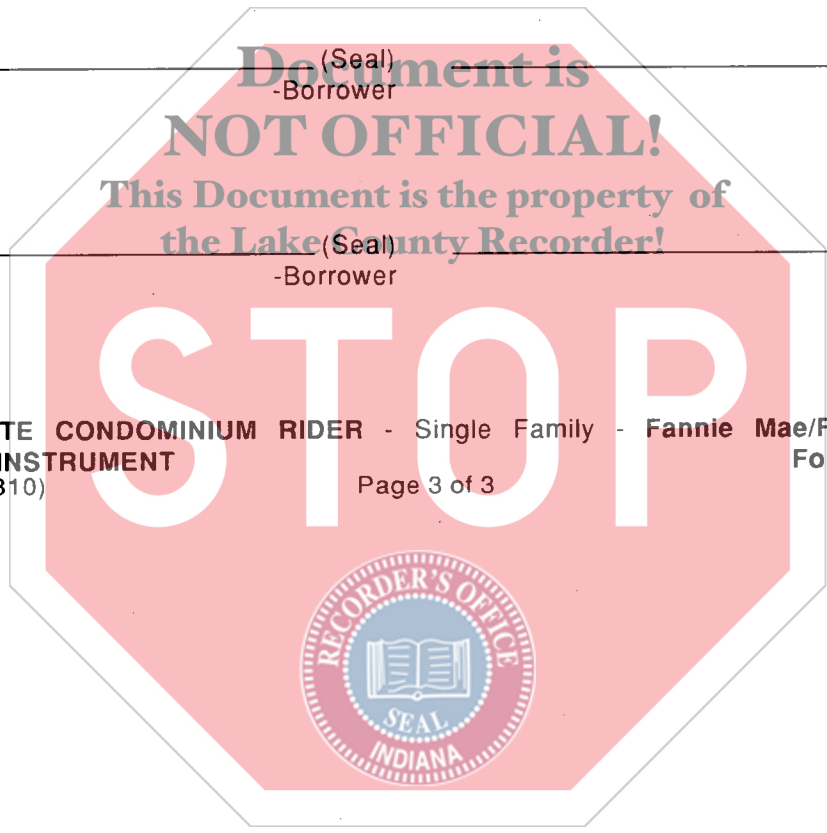 (Seal)
-Borrower
Document is
NOT OFFICIAL!
This Document is the property of
the Lake County Recorder!
(Seal)
-Borrower
STOP
TE CONDOMINIUM RIDER - Single Family - Fannie Mae/F
INSTRUMENT Fo
310) Page 3 of 3
RECORDER'S OFFICE
SEAL
INDIANA